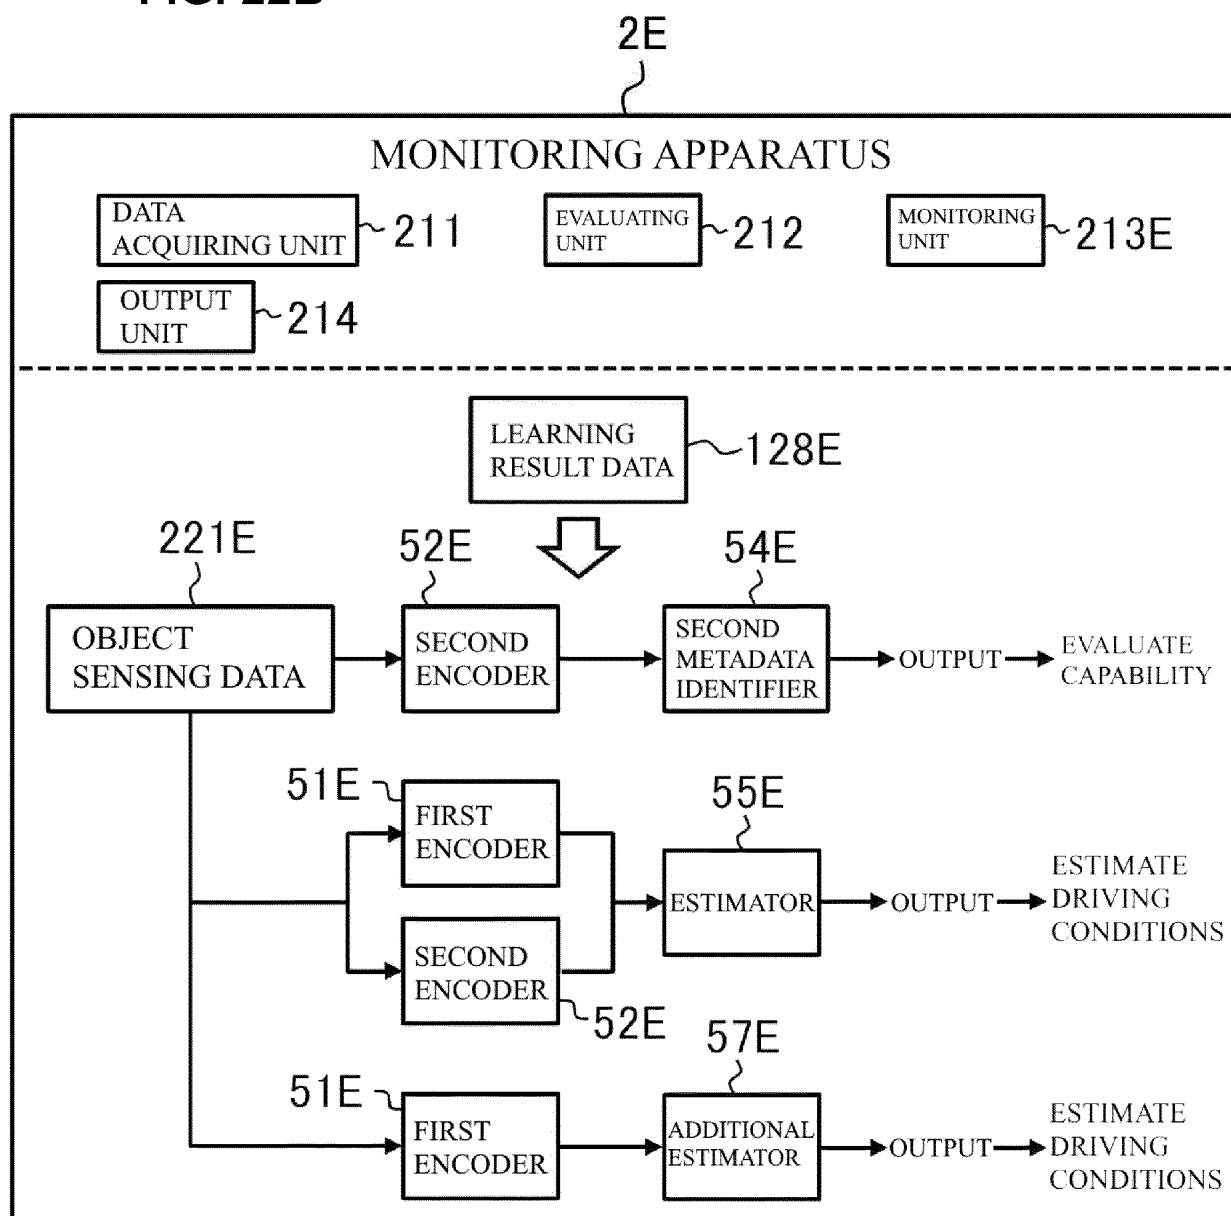 FIG. 22B
2E
MONITORING APPARATUS
DATA
ACQUIRING UNIT
211
EVALUATING
UNIT
212
MONITORING
UNIT
213E
OUTPUT
UNIT
214
LEARNING
RESULT DATA
128E
221E
52E
54E
OBJECT
SENSING DATA
SECOND
ENCODER
SECOND
METADATA
IDENTIFIER
OUTPUT
EVALUATE
CAPABILITY
51E
55E
FIRST
ENCODER
ESTIMATOR
OUTPUT
ESTIMATE
DRIVING
CONDITIONS
SECOND
ENCODER
52E
57E
51E
FIRST
ENCODER
ADDITIONAL
ESTIMATOR
OUTPUT
ESTIMATE
DRIVING
CONDITIONS